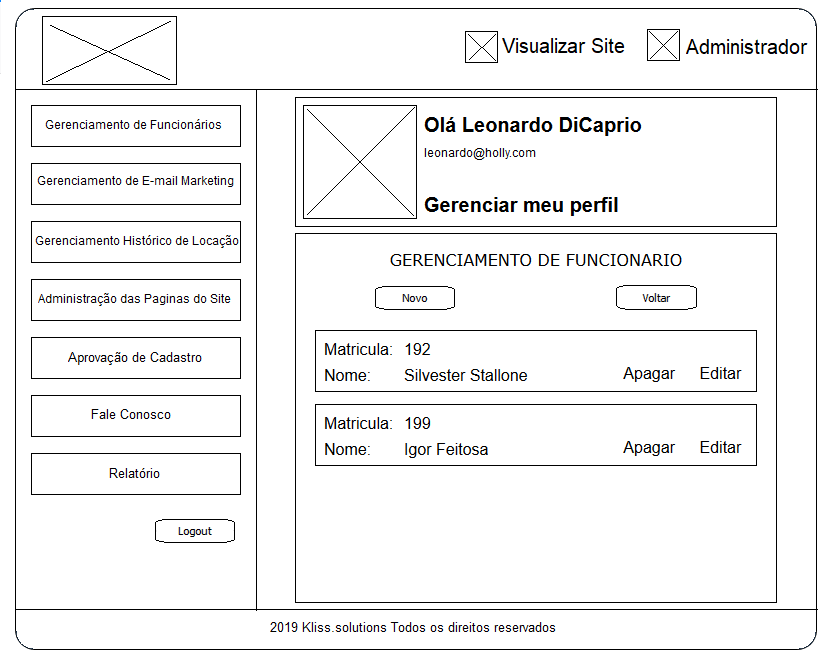 Visualizar Site
Administrador
Gerenciamento de Funcionários
Gerenciamento de E-mail Marketing
Gerenciamento Histórico de Locação
Administração das Paginas do Site
Aprovação de Cadastro
Fale Conosco
Relatório
Logout
Olá Leonardo DiCaprio
leonardo@holly.com
Gerenciar meu perfil
GERENCIAMENTO DE FUNCIONARIO
Novo
Voltar
Matricula: 192
Nome: Silvester Stallone Apagar Editar
Matricula: 199
Nome: Igor Feitosa Apagar Editar
2019 Kliss.solutions Todos os direitos reservados